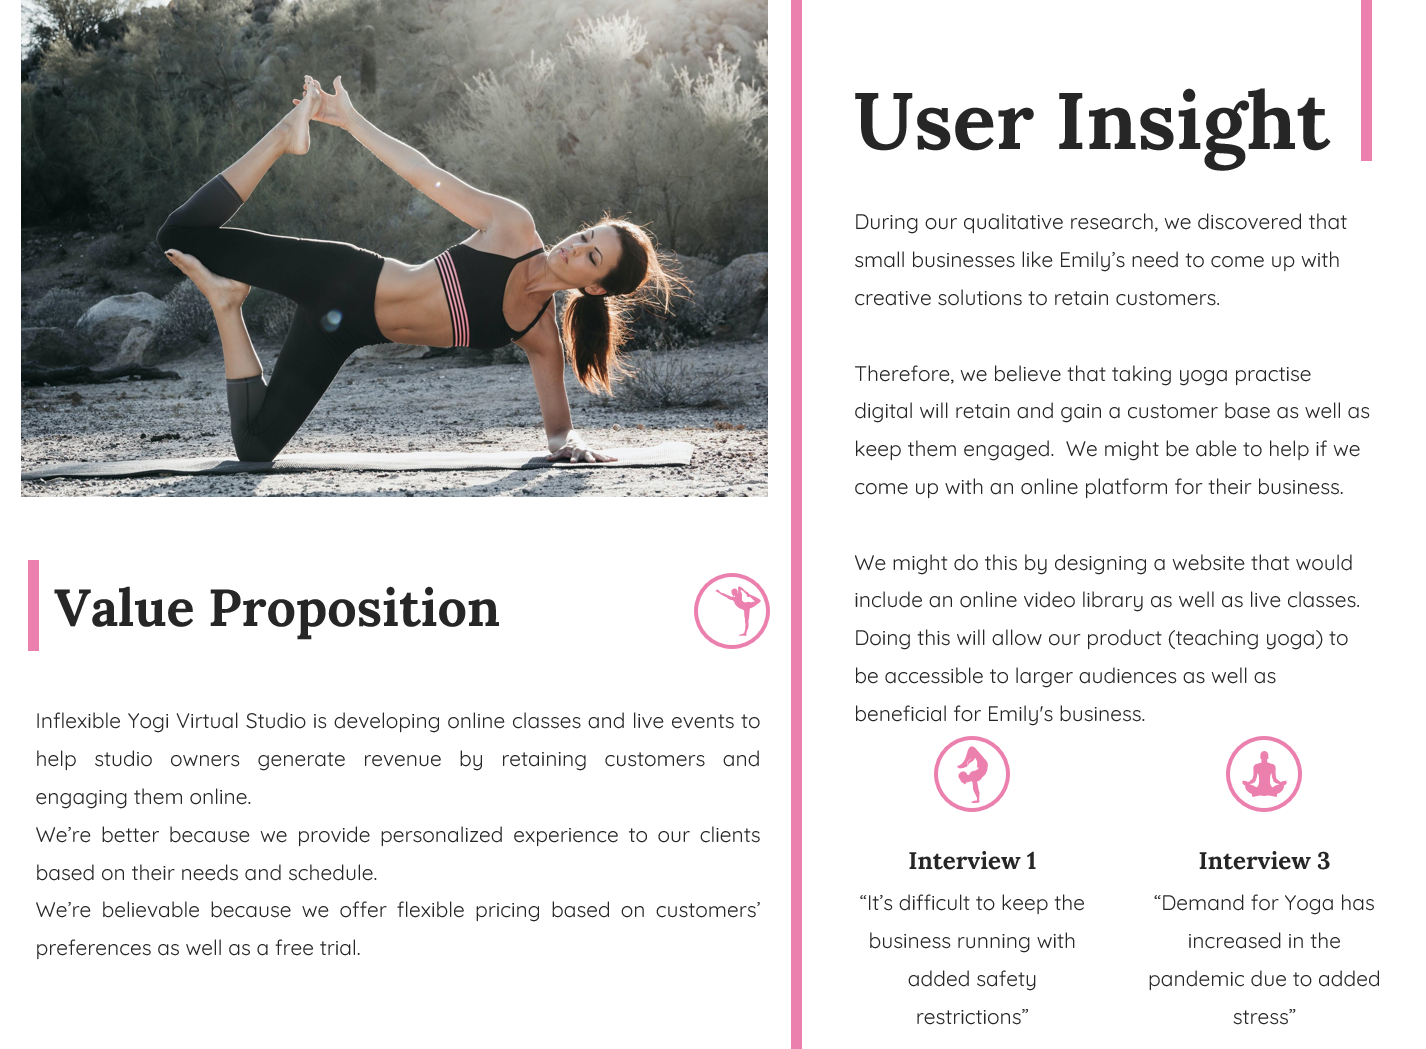 Value Proposition
Inflexible Yogi Virtual Studio is developing online classes and live events to
help studio owners generate revenue by retaining customers and
engaging them online.
We’re better because we provide personalized experience to our clients
based on their needs and schedule.
We’re believable because we offer flexible pricing based on customers’
preferences as well as a free trial.
User Insight
During our qualitative research, we discovered that
small businesses like Emily’s need to come up with
creative solutions to retain customers.
Therefore, we believe that taking yoga practise
digital will retain and gain a customer base as well as
keep them engaged.  We might be able to help if we
come up with an online platform for their business.
We might do this by designing a website that would
include an online video library as well as live classes.
Doing this will allow our product (teaching yoga) to
be accessible to larger audiences as well as
beneficial for Emily's business.
Interview 1
“It’s difficult to keep the
business running with
added safety
restrictions”
Interview 3
“Demand for Yoga has
increased in the
pandemic due to added
stress”